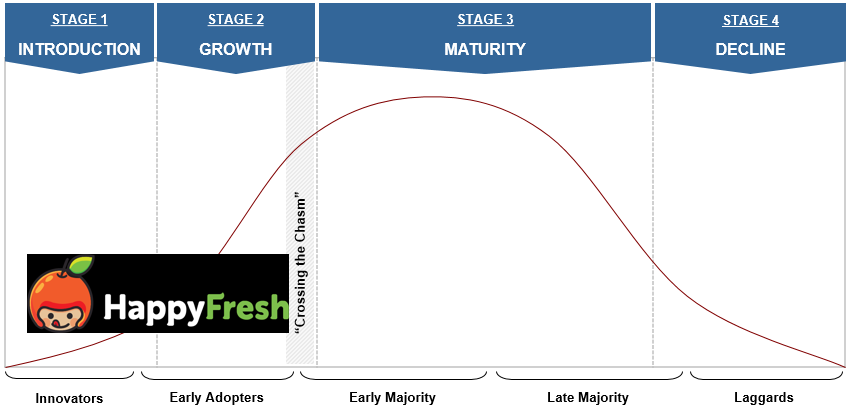 STAGE 1
INTRODUCTION
STAGE 2
GROWTH
STAGE 3
MATURITY
STAGE 4
DECLINE
HappyFresh
“Crossing the Chasm”
Innovators
Early Adopters
Early Majority
Late Majority
Laggards